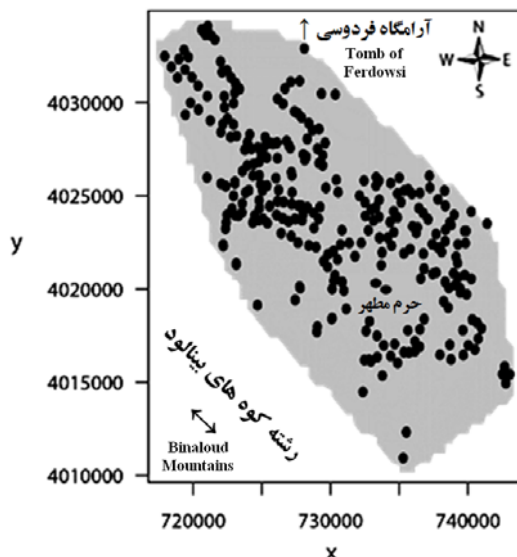 آرامگاه فردوسی ↑
Tomb of
Ferdowsi
N
W E
S
4030000
4025000
y
4020000
حرم مطهر
4015000
رشته کوه های بینالود
Binaloud
Mountains
4010000
720000 730000 740000
x